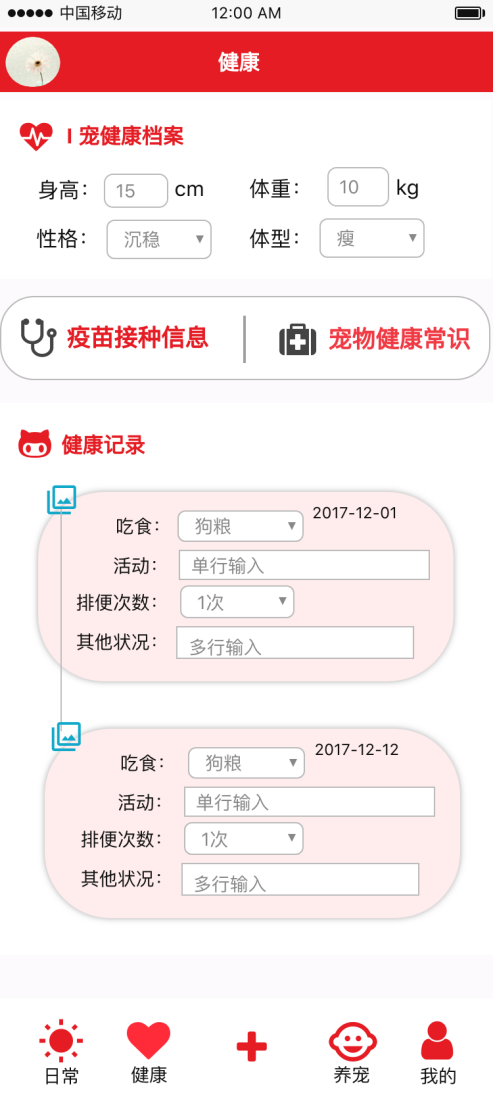 中国移动 12:00 AM
健康
I 宠健康档案
身高： 15 cm 体重： 10 kg
性格： 沉稳 体型： 瘦
疫苗接种信息 宠物健康常识
健康记录
吃食： 狗粮 2017-12-01
活动： 单行输入
排便次数： 1次
其他状况： 多行输入
吃食： 狗粮 2017-12-12
活动： 单行输入
排便次数： 1次
其他状况： 多行输入
日常 健康 养宠 我的